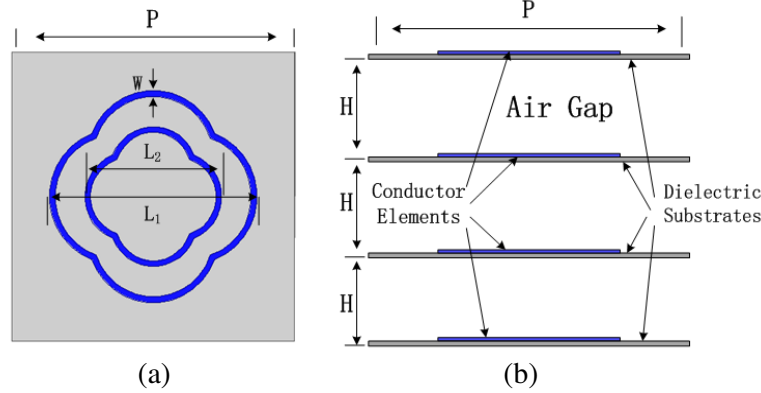 P
W
L2
L1
(a)
P
H
Air Gap
H
Conductor
Elements
Dielectric
Substrates
H
(b)